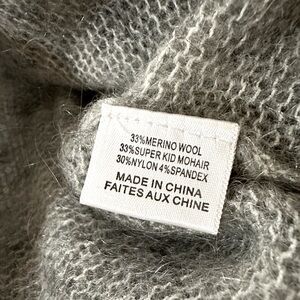 33%MERINO WOOL
33%SUPER KID MOHAIR
30%NYLON 4%SPANDEX
MADE IN CHINA
FAITES AUX CHINE